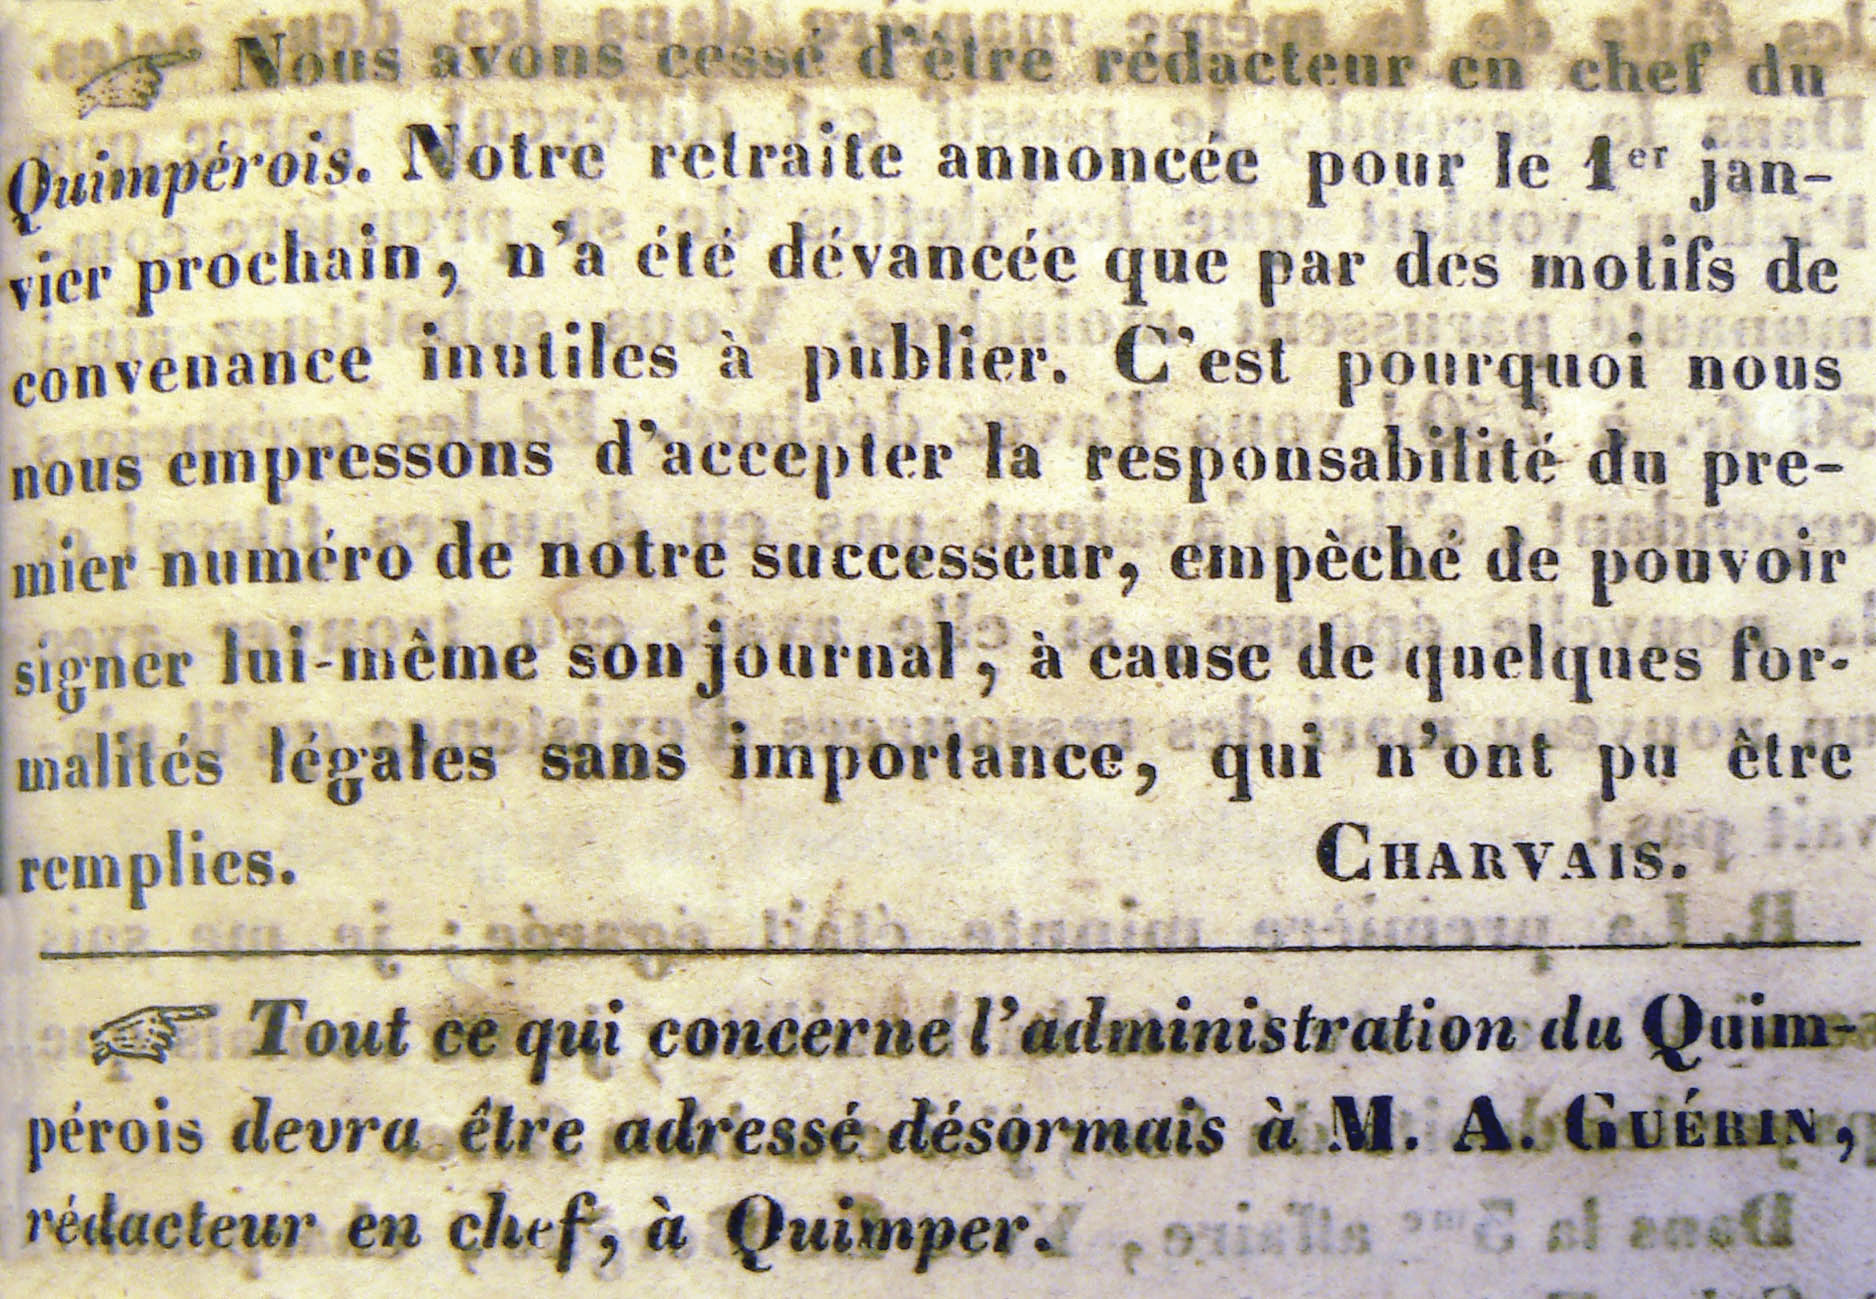 ☞ Nous avons cessé d'être rédacteur en chef du
Quimpérois. Notre retraite annoncée pour le 1er jan-
vier prochain, n'a été dévancée que par des motifs de
convenance inutiles à publier. C'est pourquoi nous
nous empressons d'accepter la responsabilité du pre-
mier numéro de notre successeur, empèché de pouvoir
signer lui-même son journal, à cause de quelques for-
malités légales sans importance, qui n'ont pu être
remplies. CHARVAIS.
☞ Tout ce qui concerne l'administration du Quim-
pérois devra être adressé désormais à M. A. GUÉRIN,
rédacteur en chef, à Quimper.